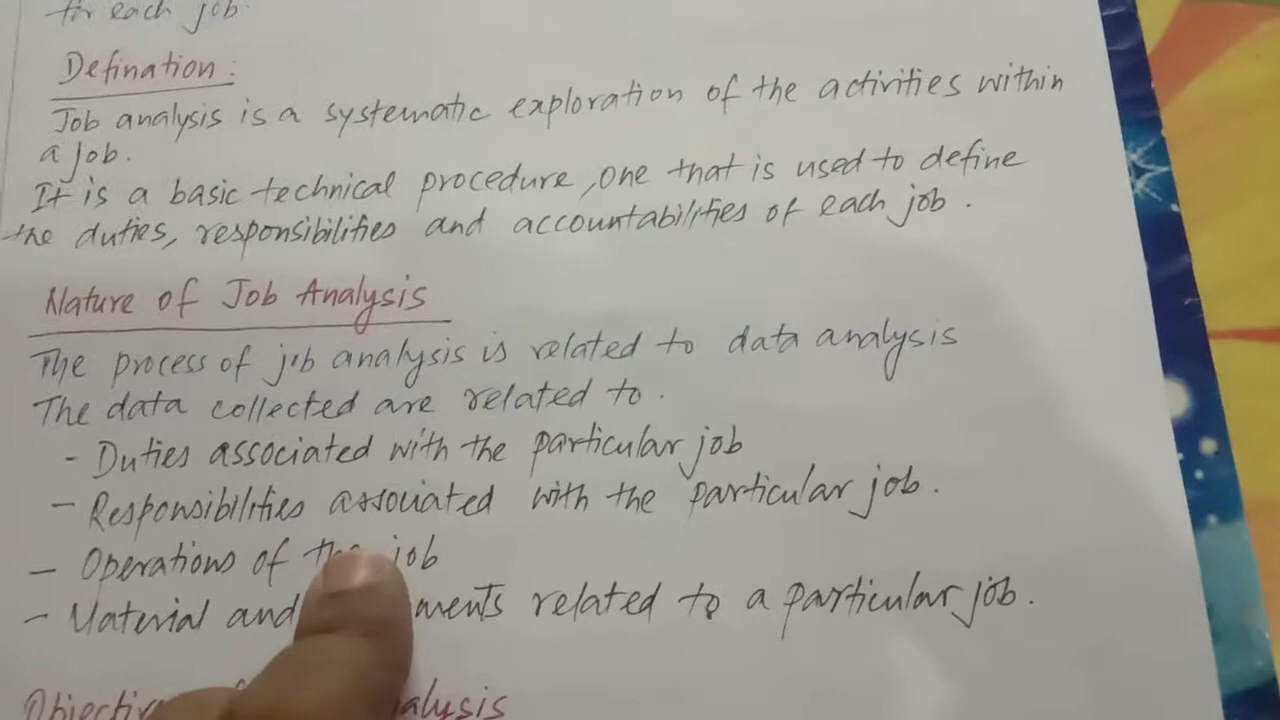 for each job.
Defination:
Job analysis is a systematic exploration of the activities within
a job.
It is a basic technical procedure, one that is used to define
the duties, responsibilities and accountabilities of each job.
Nature of Job Analysis
The process of job analysis is related to data analysis
The data collected are related to.
- Duties associated with the particular job
- Responsibilities associated with the particular job.
- Operations of the job
- Material and related to a particular job.